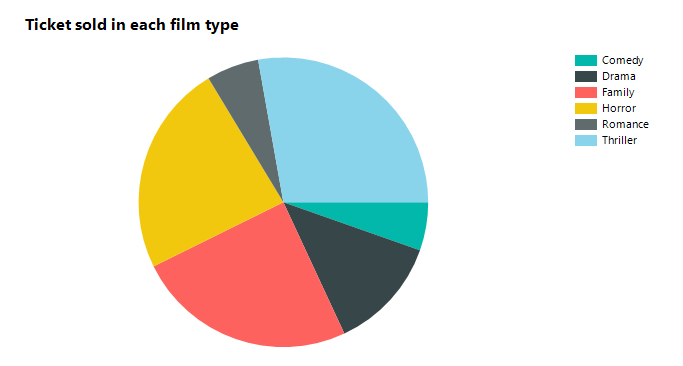 Ticket sold in each film type
Comedy
Drama
Family
Horror
Romance
Thriller